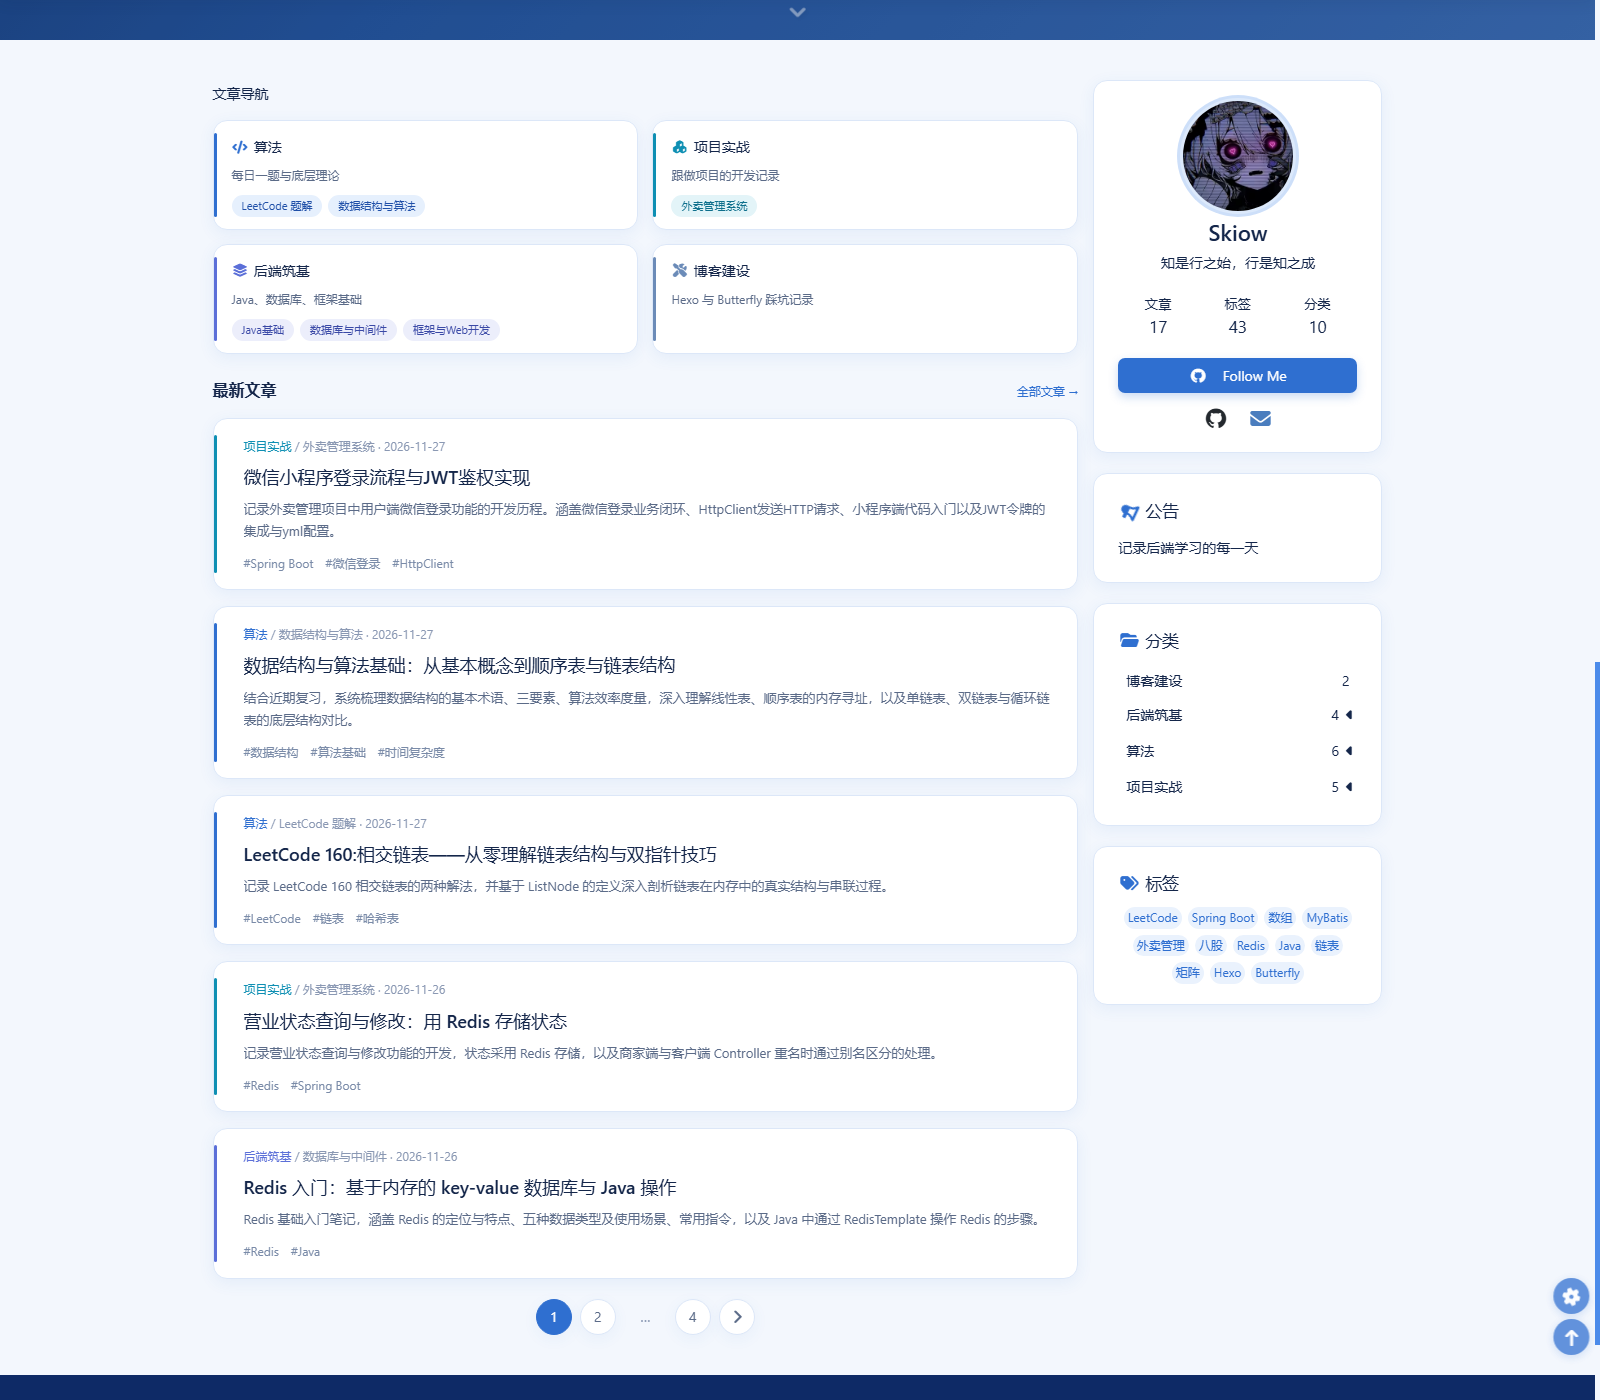 文章导航
算法
每日一题与底层理论
LeetCode 题解 数据结构与算法
项目实战
跟做项目的开发记录
外卖管理系统
后端筑基
Java、数据库、框架基础
Java基础 数据库与中间件 框架与Web开发
博客建设
Hexo 与 Butterfly 踩坑记录
最新文章 全部文章 →
项目实战 / 外卖管理系统 · 2026-11-27
微信小程序登录流程与JWT鉴权实现
记录外卖管理项目中用户端微信登录功能的开发历程。涵盖微信登录业务闭环、HttpClient发送HTTP请求、小程序端代码入门以及JWT令牌的
集成与yml配置。
#Spring Boot #微信登录 #HttpClient
算法 / 数据结构与算法 · 2026-11-27
数据结构与算法基础：从基本概念到顺序表与链表结构
结合近期复习，系统梳理数据结构的基本术语、三要素、算法效率度量，深入理解线性表、顺序表的内存寻址，以及单链表、双链表与循环链
表的底层结构对比。
#数据结构 #算法基础 #时间复杂度
算法 / LeetCode 题解 · 2026-11-27
LeetCode 160:相交链表——从零理解链表结构与双指针技巧
记录 LeetCode 160 相交链表的两种解法，并基于 ListNode 的定义深入剖析链表在内存中的真实结构与串联过程。
#LeetCode #链表 #哈希表
项目实战 / 外卖管理系统 · 2026-11-26
营业状态查询与修改：用 Redis 存储状态
记录营业状态查询与修改功能的开发，状态采用 Redis 存储，以及商家端与客户端 Controller 重名时通过别名区分的处理。
#Redis #Spring Boot
后端筑基 / 数据库与中间件 · 2026-11-26
Redis 入门：基于内存的 key-value 数据库与 Java 操作
Redis 基础入门笔记，涵盖 Redis 的定位与特点、五种数据类型及使用场景、常用指令，以及 Java 中通过 RedisTemplate 操作 Redis 的步骤。
#Redis #Java
1 2 ... 4
Skiow
知是行之始，行是知之成
文章 标签 分类
17 43 10
Follow Me
公告
记录后端学习的每一天
分类
博客建设 2
后端筑基 4
算法 6
项目实战 5
标签
LeetCode Spring Boot 数组 MyBatis
外卖管理 八股 Redis Java 链表
矩阵 Hexo Butterfly